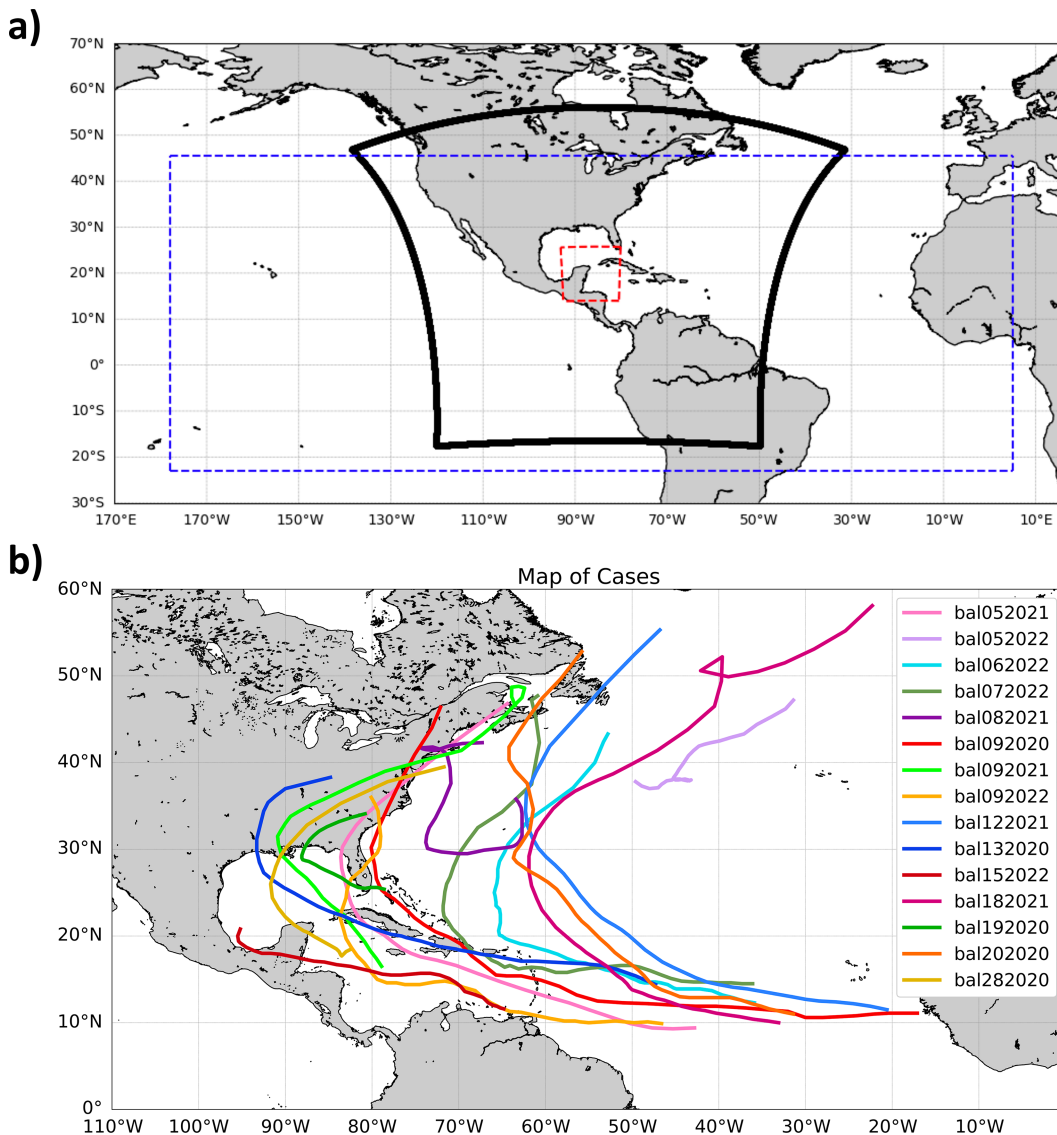 a)
70°N
60°N
50°N
40°N
30°N
20°N
10°N
0°
10°S
20°S
30°S
170°E 170°W 150°W 130°W 110°W 90°W 70°W 50°W 30°W 10°W 10°E
b)
Map of Cases
60°N
50°N
40°N
30°N
20°N
10°N
0°
110°W 100°W 90°W 80°W 70°W 60°W 50°W 40°W 30°W 20°W 10°W
bal052021
bal052022
bal062022
bal072022
bal082021
bal092020
bal092021
bal092022
bal122021
bal132020
bal152022
bal182021
bal192020
bal202020
bal282020